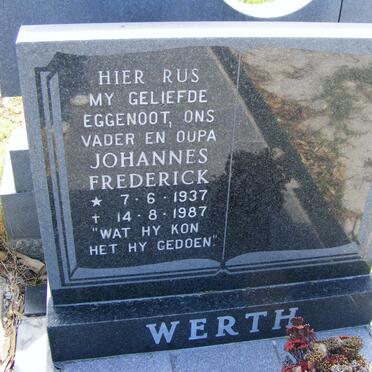 HIER RUS
MY GELIEFDE
EGGENOOT, ONS
VADER EN OUPA
JOHANNES
FREDERICK
★ 7·6·1937
✝ 14·8·1987
"WAT HY KON
HET HY GEDOEN."
WERTH